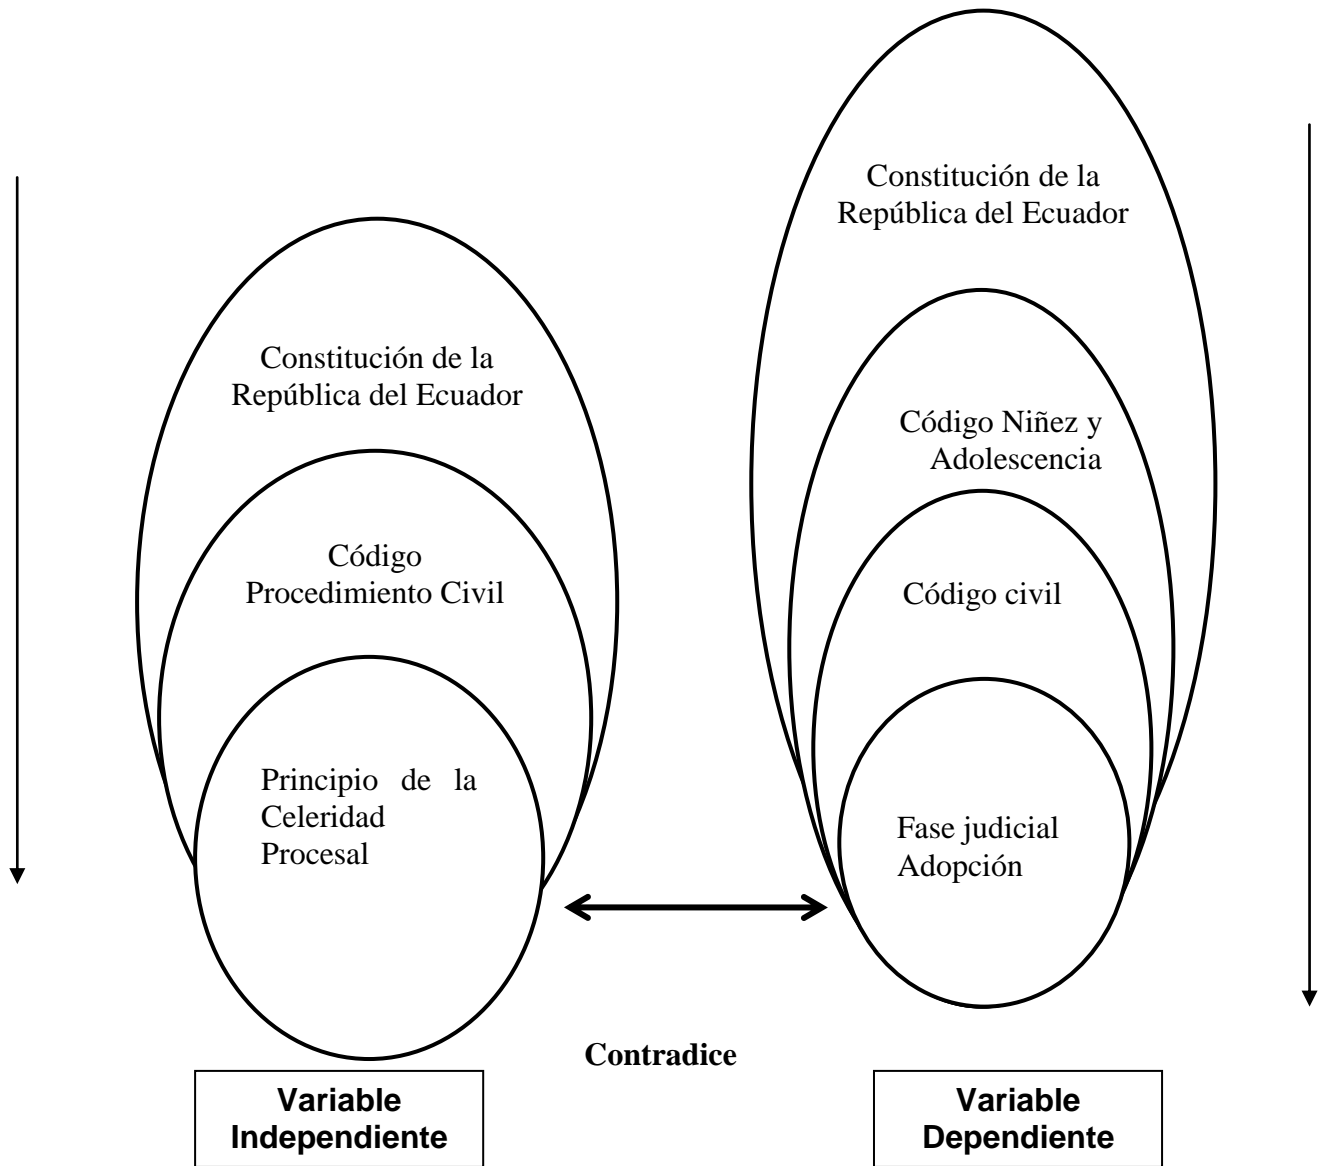 Constitución de la
República del Ecuador
Código
Procedimiento Civil
Principio de la
Celeridad
Procesal
Constitución de la
República del Ecuador
Código Niñez y
Adolescencia
Código civil
Fase judicial
Adopción
Contradice
Variable
Independiente
Variable
Dependiente